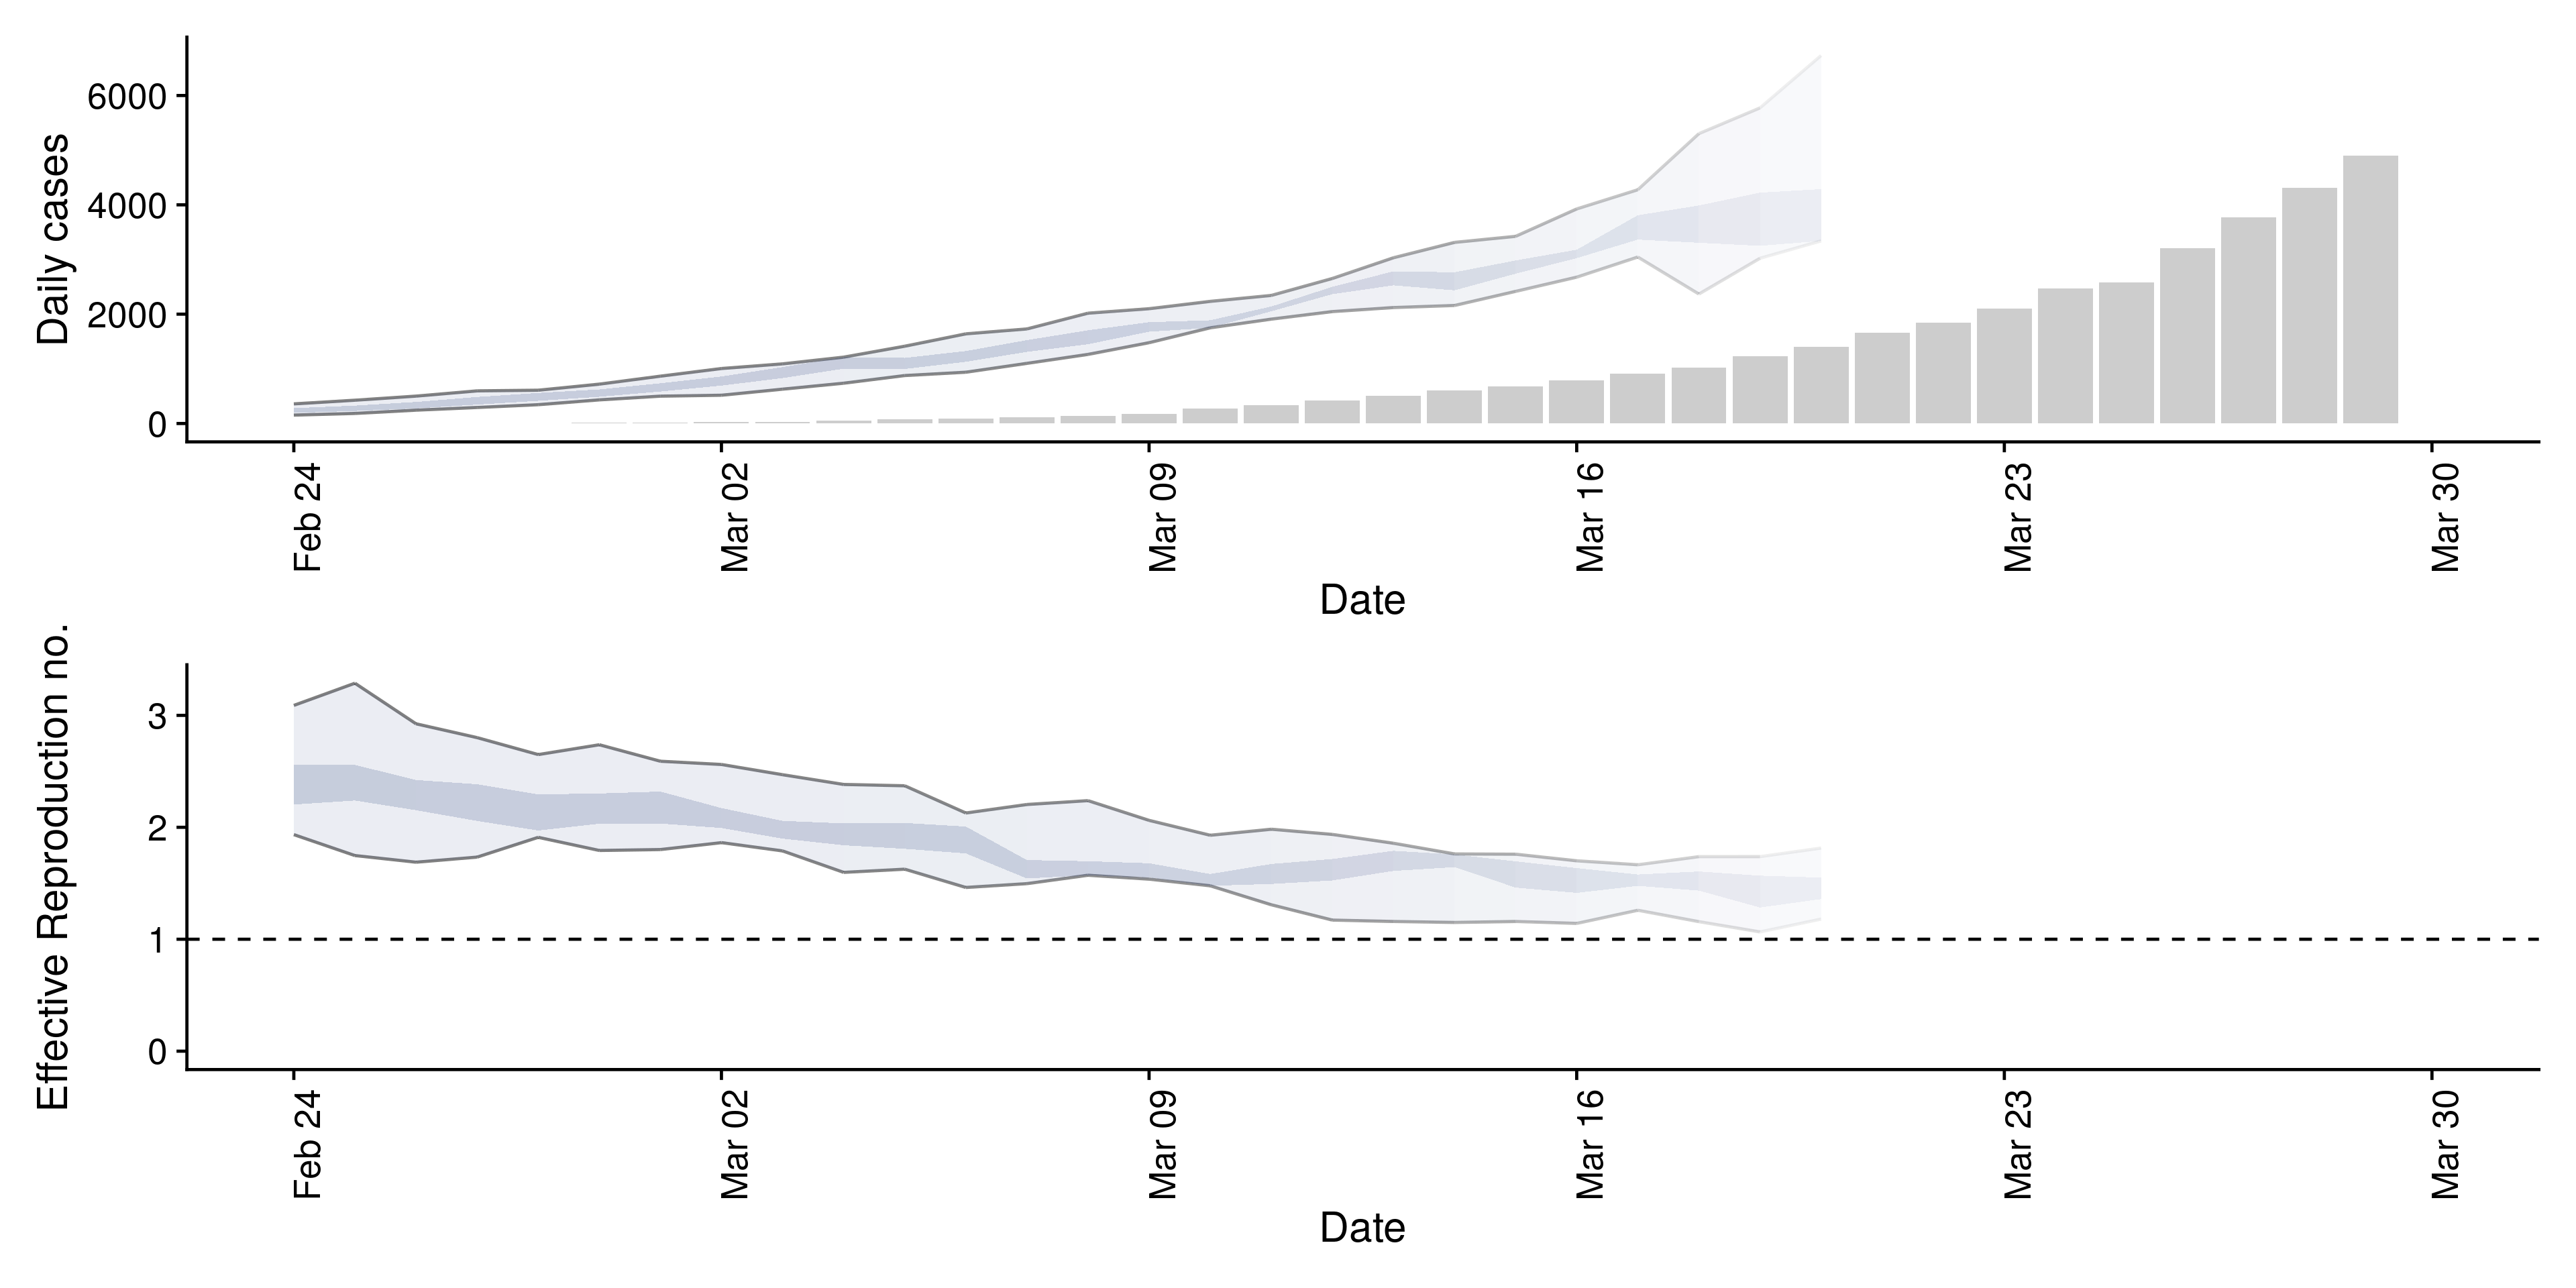 Daily cases
6000
4000
2000
0
Feb 24
Mar 02
Mar 09
Mar 16
Mar 23
Mar 30
Date
Effective Reproduction no.
3
2
1
0
Feb 24
Mar 02
Mar 09
Mar 16
Mar 23
Mar 30
Date